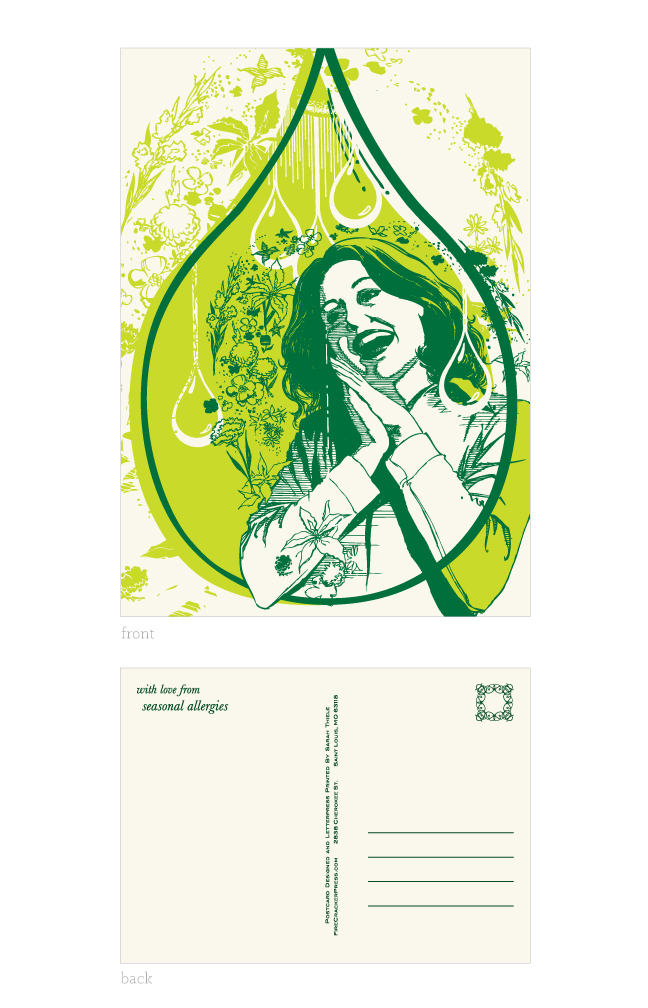 front
with love from
seasonal allergies
Postcard Designed and Letterpress Printed By Sarah Thiele
FireCrackerPress.com 2838 Cherokee St. Saint Louis, MO 63118
back